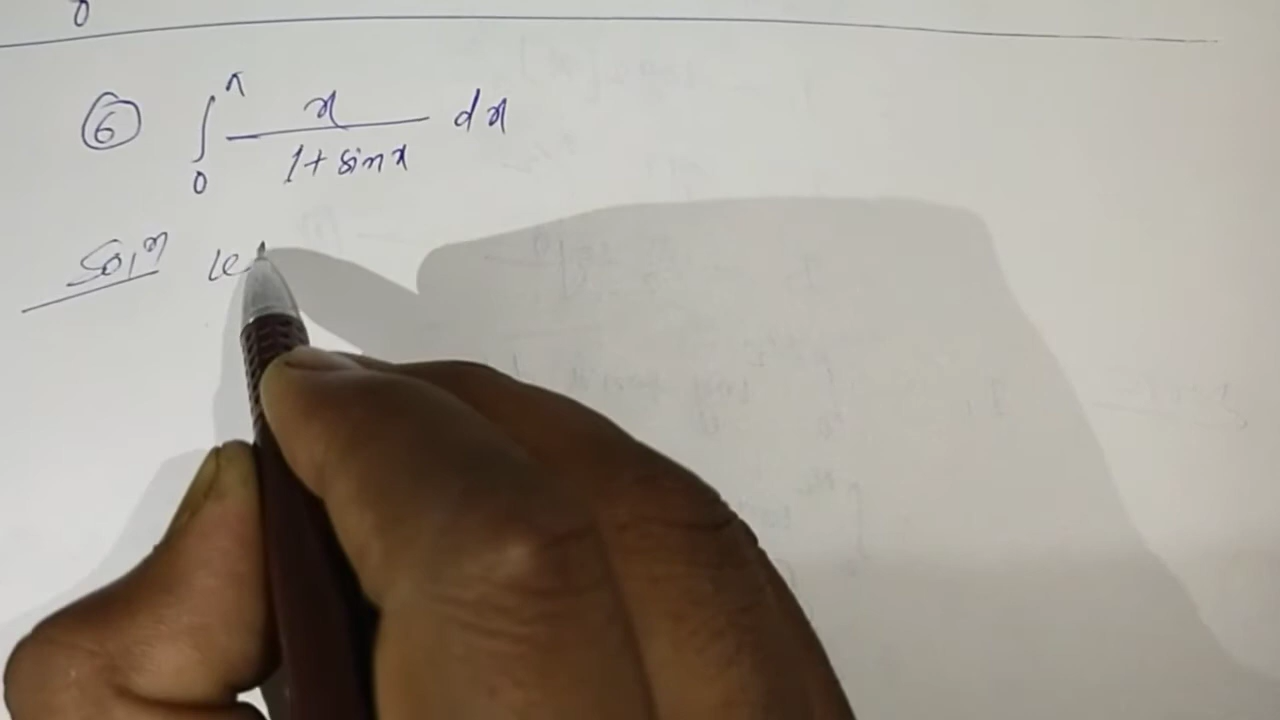 ⑥ ∫₀^π x/(1+sinx) dx
Solⁿ le